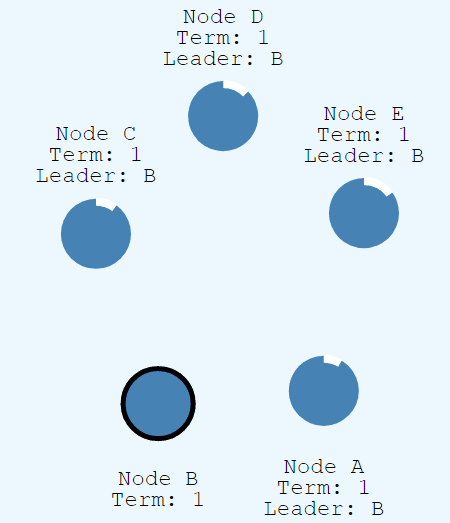 Node D
Term: 1
Leader: B
Node E
Term: 1
Leader: B
Node C
Term: 1
Leader: B
Node B
Term: 1
Node A
Term: 1
Leader: B